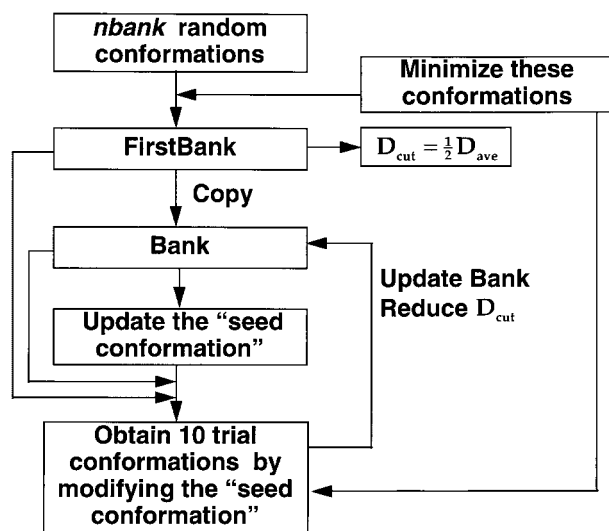 nbank random
conformations
Minimize these
conformations
FirstBank
D_cut = 1/2 D_ave
Copy
Bank
Update Bank
Reduce D_cut
Update the “seed
conformation”
Obtain 10 trial
conformations by
modifying the “seed
conformation”